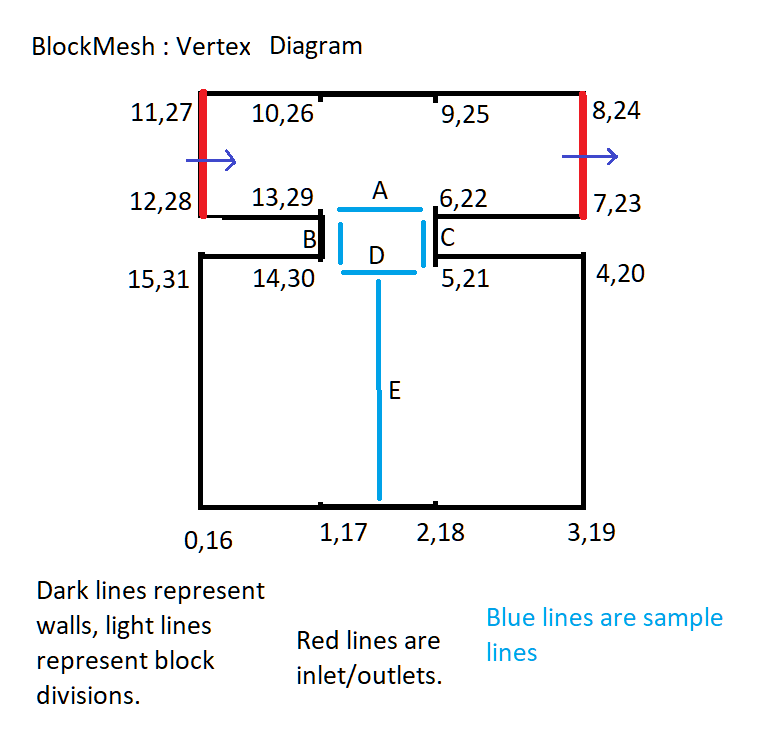 BlockMesh : Vertex Diagram
11,27
10,26
9,25
8,24
12,28
13,29
A
6,22
7,23
B
D
C
15,31
14,30
5,21
4,20
E
0,16
1,17
2,18
3,19
Dark lines represent
walls, light lines
represent block
divisions.
Red lines are
inlet/outlets.
Blue lines are sample
lines